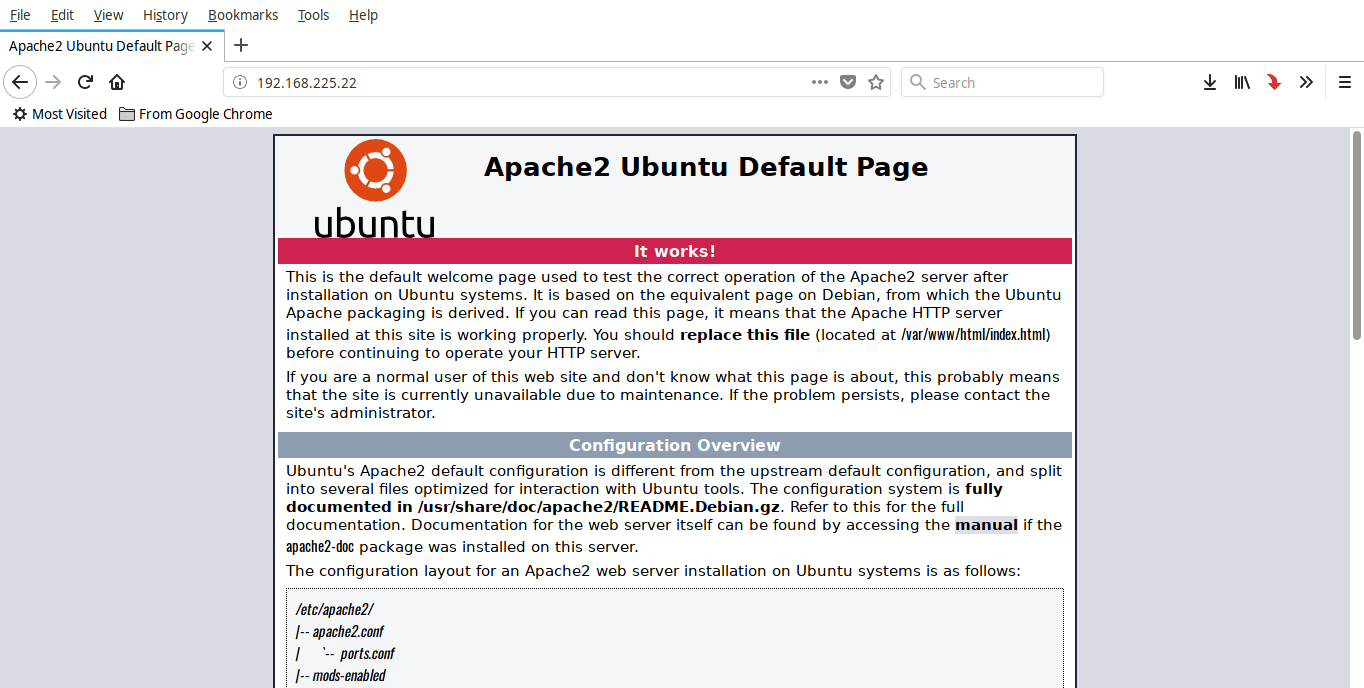 File Edit View History Bookmarks Tools Help
Apache2 Ubuntu Default Page
192.168.225.22
Search
Most Visited From Google Chrome
ubuntu
Apache2 Ubuntu Default Page
It works!
This is the default welcome page used to test the correct operation of the Apache2 server after
installation on Ubuntu systems. It is based on the equivalent page on Debian, from which the Ubuntu
Apache packaging is derived. If you can read this page, it means that the Apache HTTP server
installed at this site is working properly. You should replace this file (located at /var/www/html/index.html)
before continuing to operate your HTTP server.
If you are a normal user of this web site and don't know what this page is about, this probably means
that the site is currently unavailable due to maintenance. If the problem persists, please contact the
site's administrator.
Configuration Overview
Ubuntu's Apache2 default configuration is different from the upstream default configuration, and split
into several files optimized for interaction with Ubuntu tools. The configuration system is fully
documented in /usr/share/doc/apache2/README.Debian.gz. Refer to this for the full
documentation. Documentation for the web server itself can be found by accessing the manual if the
apache2-doc package was installed on this server.
The configuration layout for an Apache2 web server installation on Ubuntu systems is as follows:
/etc/apache2/
|-- apache2.conf
|       `--  ports.conf
|-- mods-enabled